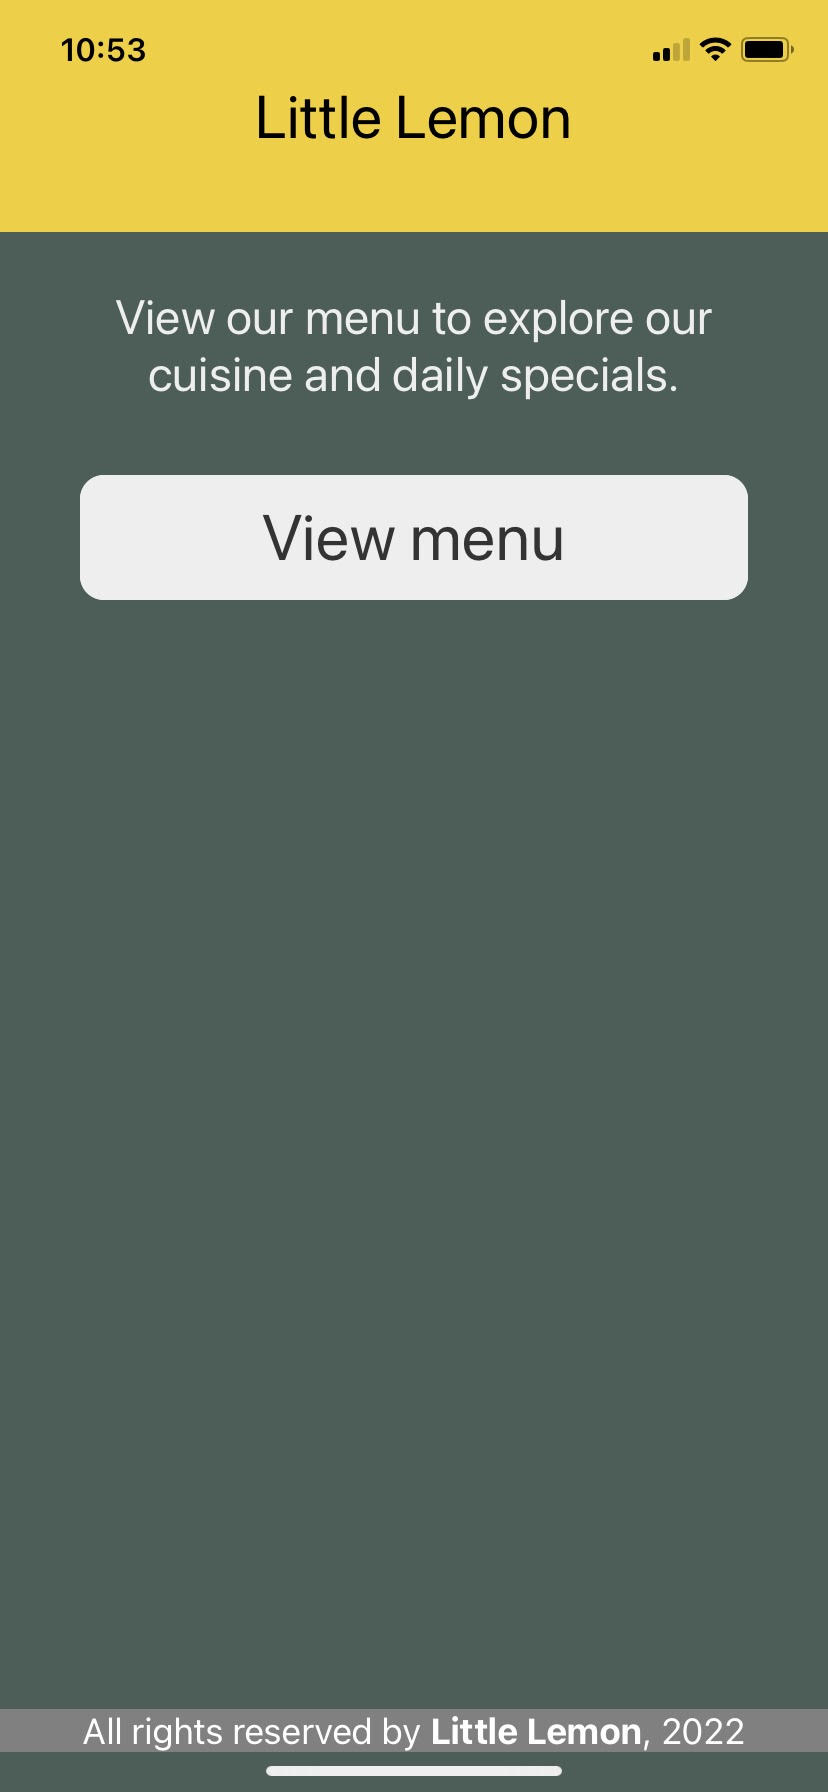 10:53
Little Lemon
View our menu to explore our
cuisine and daily specials.
View menu
All rights reserved by Little Lemon, 2022